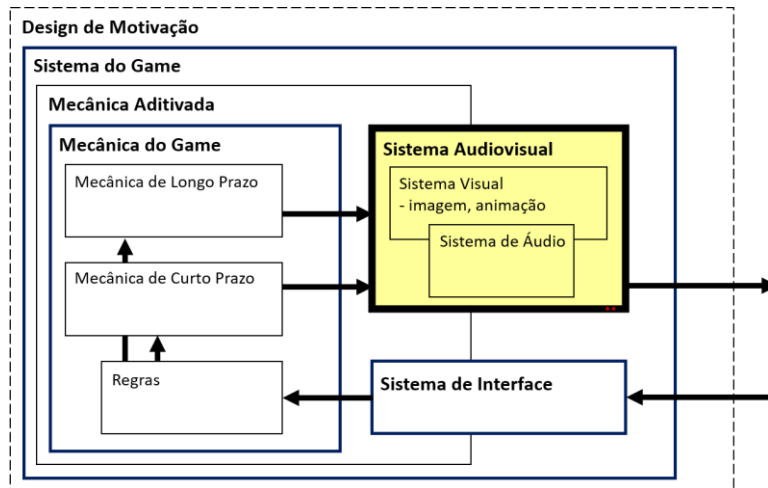 Design de Motivação
Sistema do Game
Mecânica Aditivada
Mecânica do Game
Mecânica de Longo Prazo
Mecânica de Curto Prazo
Regras
Sistema Audiovisual
Sistema Visual
- imagem, animação
Sistema de Áudio
Sistema de Interface